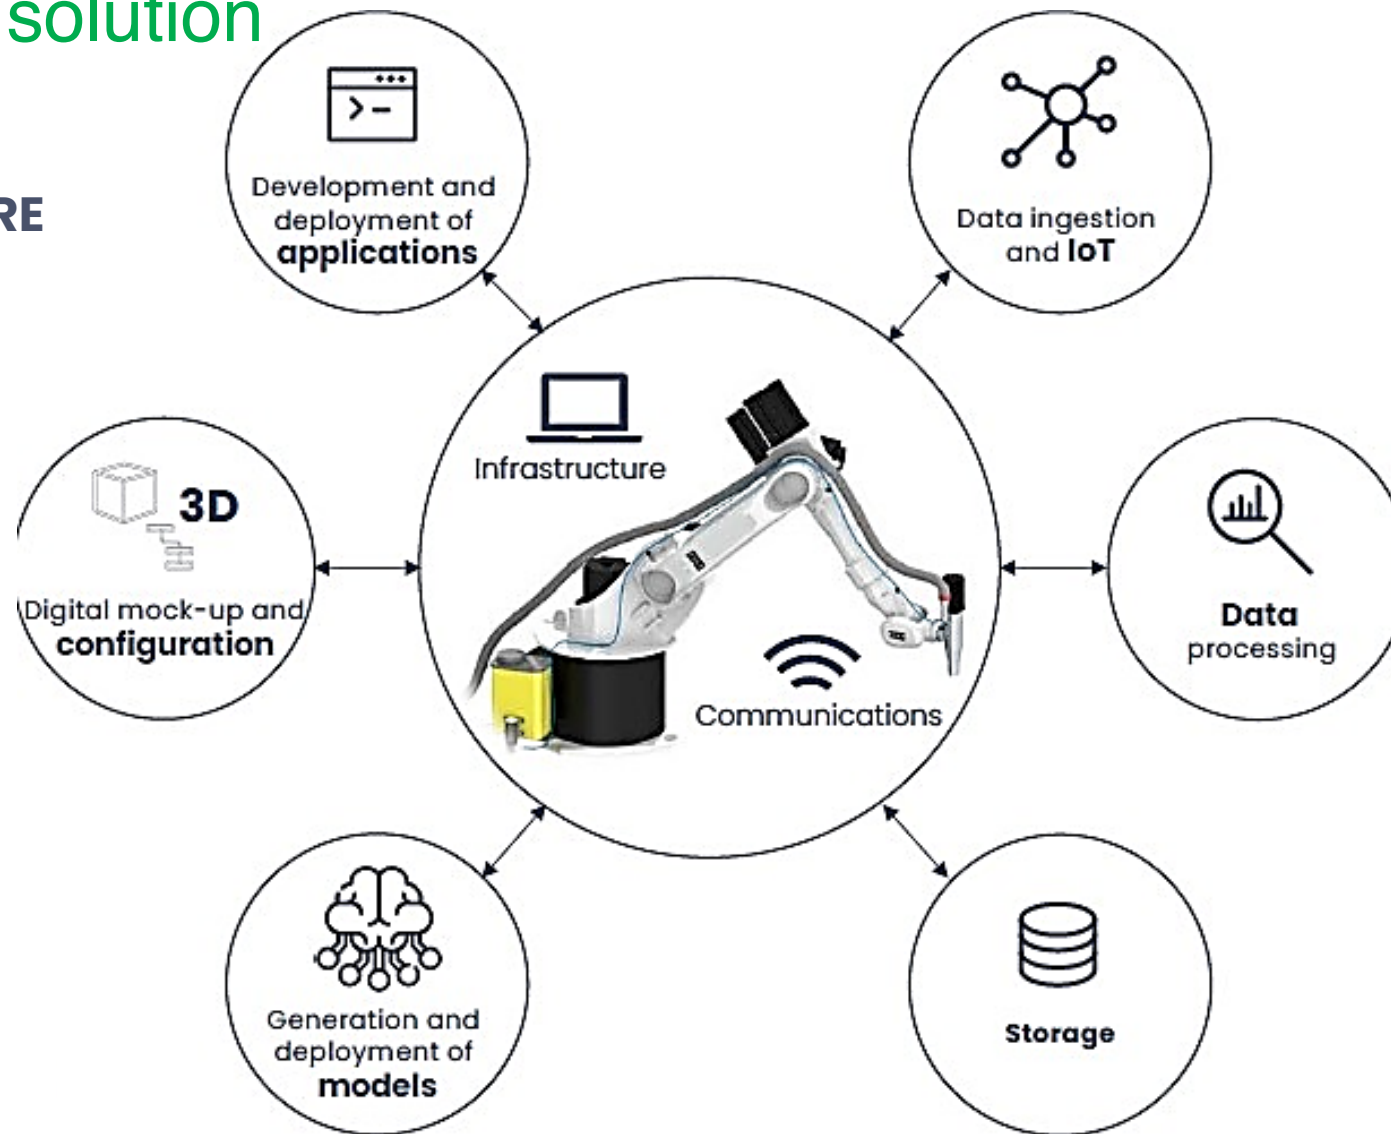 solution
RE
Development and
deployment of
applications
Data ingestion
and IoT
Infrastructure
3D
Digital mock-up and
configuration
Data
processing
Communications
Generation and
deployment of
models
Storage